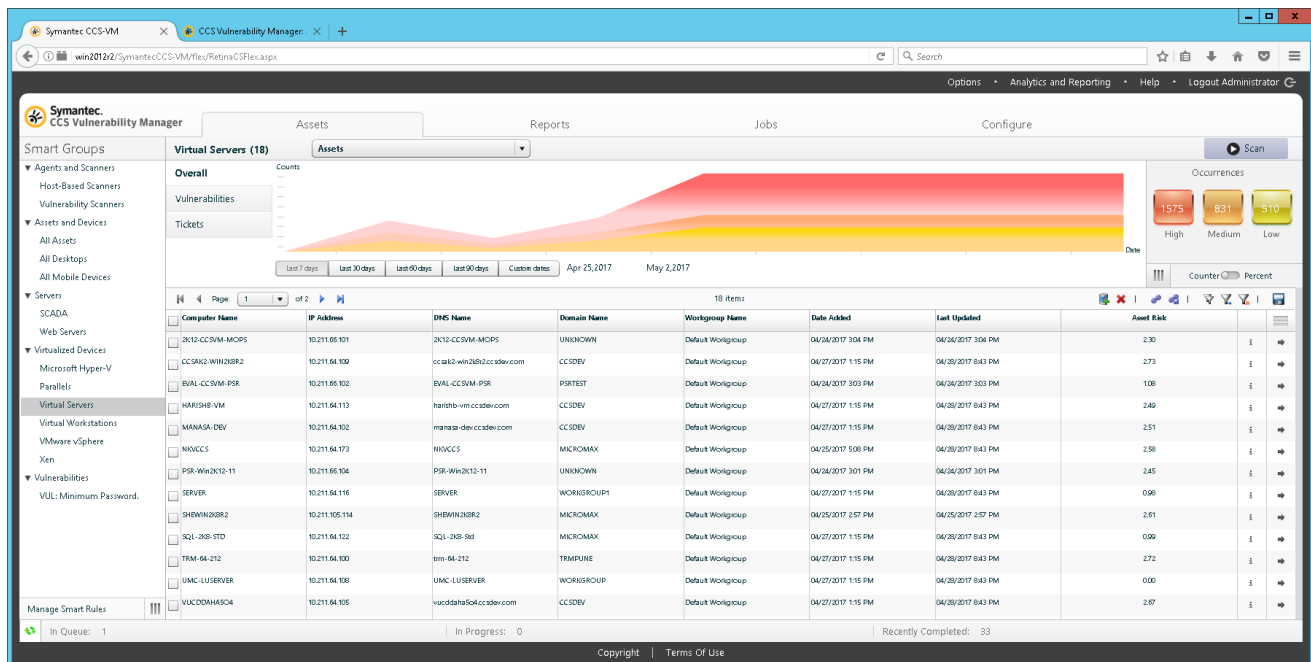 Symantec CCS-VM
CCS Vulnerability Manager:
win2012r2/SymantecCCS-VM/flex/RetinaCSFlex.aspx
Search
Options • Analytics and Reporting • Help • Logout Administrator
Symantec.
CCS Vulnerability Manager
Assets Reports Jobs Configure
Smart Groups
Agents and Scanners
Host-Based Scanners
Vulnerability Scanners
Assets and Devices
All Assets
All Desktops
All Mobile Devices
Servers
SCADA
Web Servers
Virtualized Devices
Microsoft Hyper-V
Parallels
Virtual Servers
Virtual Workstations
VMware vSphere
Xen
Vulnerabilities
VUL: Minimum Password.
Manage Smart Rules
Virtual Servers (18) Assets Scan
Overall
Vulnerabilities
Tickets
Counts
Date
Last 7 days Last 30 days Last 60 days Last 90 days Custom dates Apr 25,2017 May 2,2017
Occurrences
1575 831 510
High Medium Low
Counter Percent
Page: 1 of 2 18 items
Computer Name IP Address DNS Name Domain Name Workgroup Name Date Added Last Updated Asset Risk
2K12-CCSVM-MOPS 10.211.66.101 2K12-CCSVM-MOPS UNKNOWN Default Workgroup 04/24/2017 3:04 PM 04/24/2017 3:04 PM 2.30 i
CCSAK2-WIN2K8R2 10.211.64.109 ccsak2-win2k8r2.ccsdev.com CCSDEV Default Workgroup 04/27/2017 1:15 PM 04/28/2017 8:43 PM 2.73 i
EVAL-CCSVM-PSR 10.211.66.102 EVAL-CCSVM-PSR PSRTEST Default Workgroup 04/24/2017 3:03 PM 04/24/2017 3:03 PM 1.08 i
HARISHB-VM 10.211.64.113 harishb-vm.ccsdev.com CCSDEV Default Workgroup 04/27/2017 1:15 PM 04/28/2017 8:43 PM 2.49 i
MANASA-DEV 10.211.64.102 manasa-dev.ccsdev.com CCSDEV Default Workgroup 04/27/2017 1:15 PM 04/28/2017 8:43 PM 2.51 i
NKVCCS 10.211.64.173 NKVCCS MICROMAX Default Workgroup 04/25/2017 5:08 PM 04/28/2017 8:43 PM 2.58 i
PSR-Win2K12-11 10.211.66.104 PSR-Win2K12-11 UNKNOWN Default Workgroup 04/24/2017 3:01 PM 04/24/2017 3:01 PM 2.45 i
SERVER 10.211.64.116 SERVER WORKGROUP1 Default Workgroup 04/27/2017 1:15 PM 04/28/2017 8:43 PM 0.98 i
SHEWIN2K8R2 10.211.105.114 SHEWIN2K8R2 MICROMAX Default Workgroup 04/25/2017 2:57 PM 04/25/2017 2:57 PM 2.61 i
SQL-2K8-STD 10.211.64.122 SQL-2K8-Std MICROMAX Default Workgroup 04/27/2017 1:15 PM 04/28/2017 8:43 PM 0.99 i
TRM-64-212 10.211.64.100 trm-64-212 TRMPUNE Default Workgroup 04/27/2017 1:15 PM 04/28/2017 8:43 PM 2.72 i
UMC-LUSERVER 10.211.64.108 UMC-LUSERVER WORKGROUP Default Workgroup 04/27/2017 1:15 PM 04/28/2017 8:43 PM 0.00 i
VUCDDAHA5O4 10.211.64.105 vucddaha5o4.ccsdev.com CCSDEV Default Workgroup 04/27/2017 1:15 PM 04/28/2017 8:43 PM 2.67 i
In Queue: 1 In Progress: 0 Recently Completed: 33
Copyright | Terms Of Use